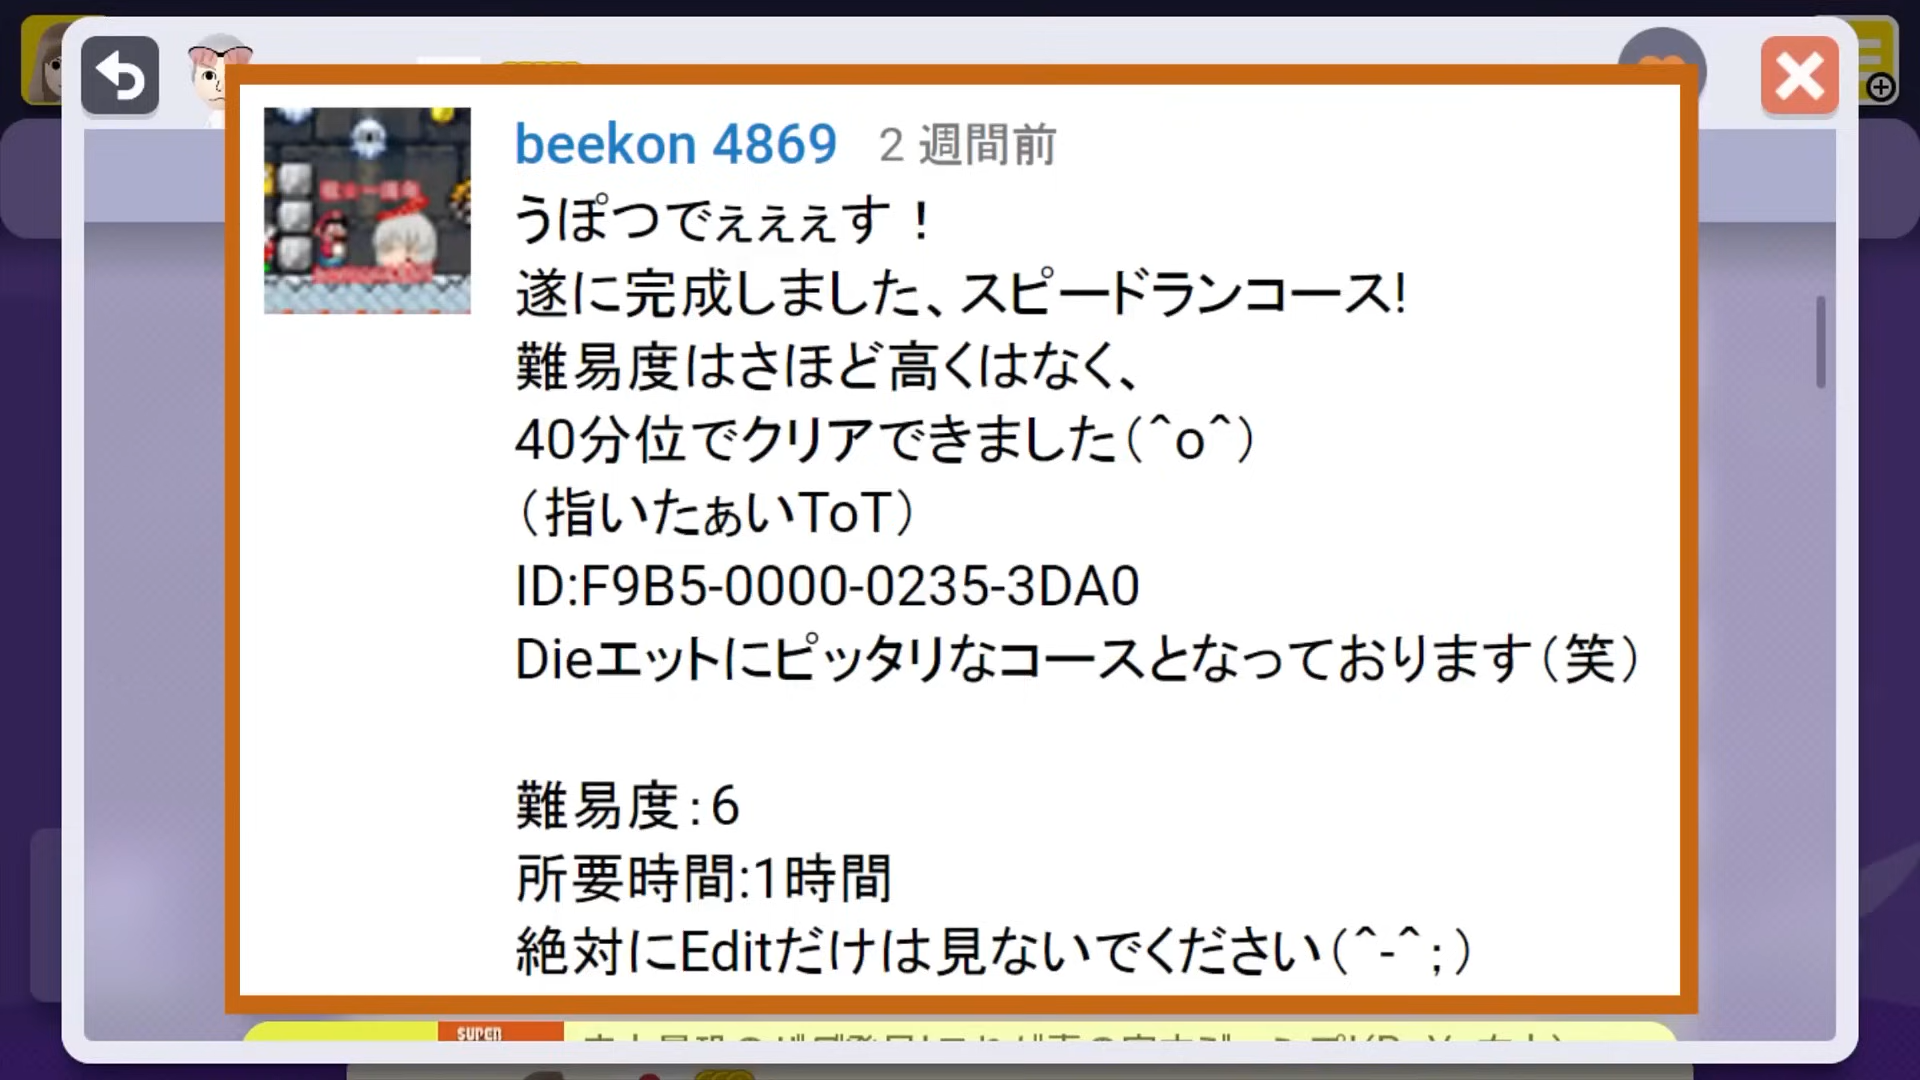 beekon 4869 2 週間前
うぽつでぇぇぇす！
遂に完成しました、スピードランコース!
難易度はさほど高くはなく、
40分位でクリアできました(^o^)
（指いたぁいToT）
ID:F9B5-0000-0235-3DA0
Dieエットにピッタリなコースとなっております（笑）
難易度：6
所要時間:1時間
絶対にEditだけは見ないでください(^-^;)
SUPER